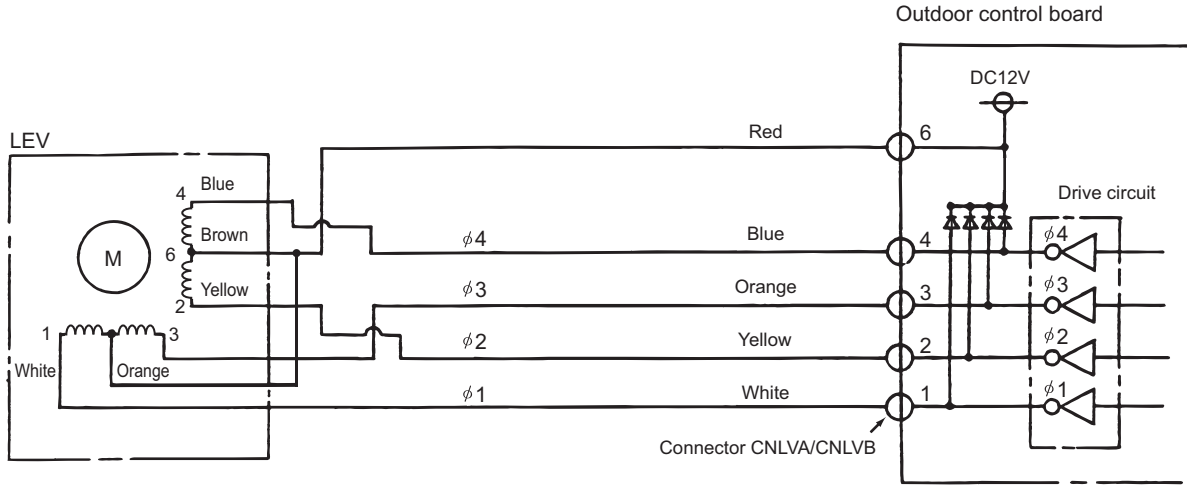 Outdoor control board
DC12V
LEV
Red
6
Drive circuit
4
Blue
Brown
6
M
Yellow
2
ϕ4
Blue
4
ϕ4
ϕ3
Orange
3
ϕ3
1
3
White
Orange
ϕ2
Yellow
2
ϕ2
ϕ1
White
1
ϕ1
Connector CNLVA/CNLVB